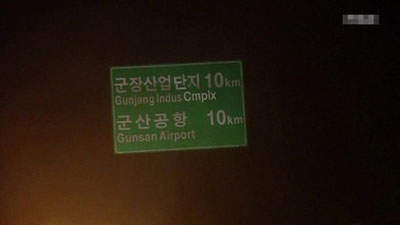 군장산업단지 10km
Gunjang Indus Cmplx
군산공항 10km
Gunsan Airport